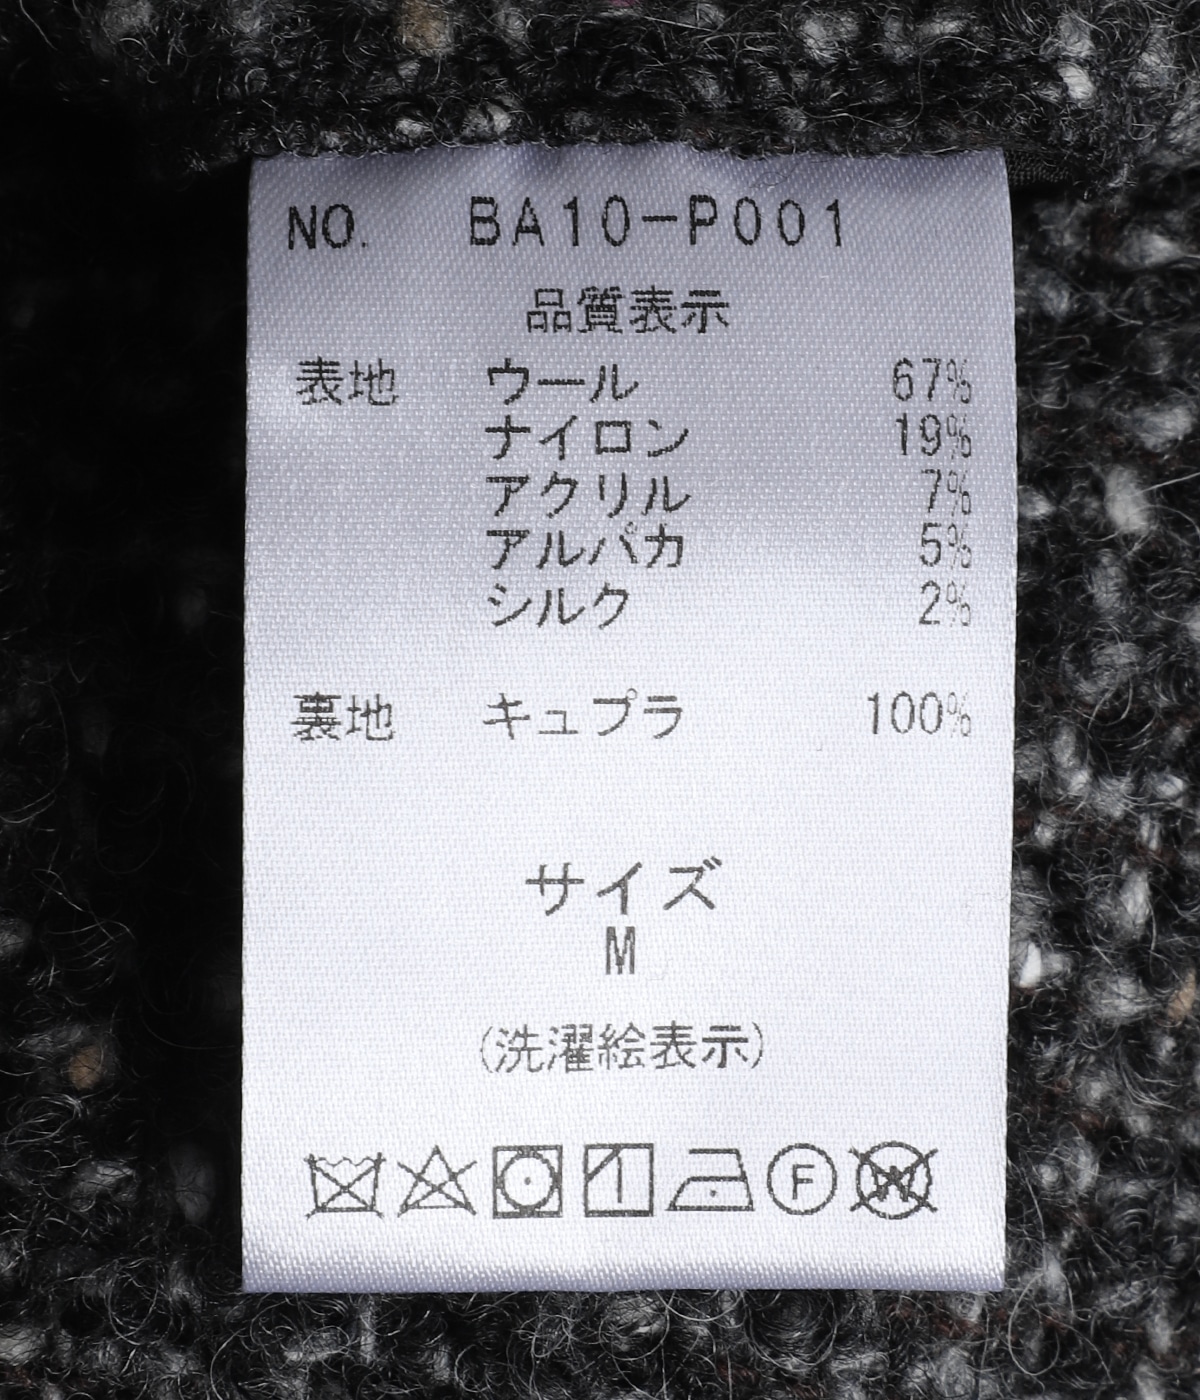 NO. BA10-P001
品質表示
表地 ウール 67%
ナイロン 19%
アクリル 7%
アルパカ 5%
シルク 2%
裏地 キュプラ 100%
サイズ
M
(洗濯絵表示)
F W